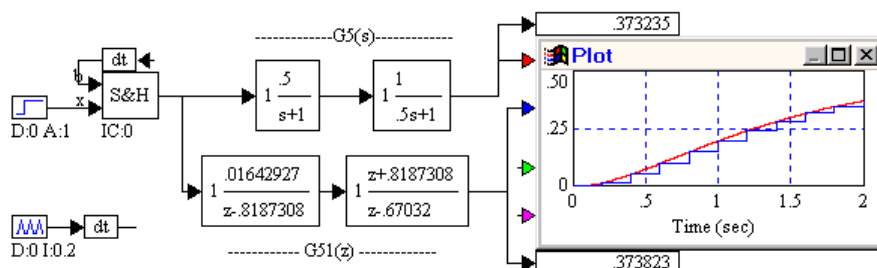 ------------------G5(s)------------------
.373235
dt
Plot
b
S&H
.5
1
s+1
1
1
.5s+1
.50
.25
0
x
D:0 A:1
IC:0
0
.5
1
1.5
2
Time (sec)
.01642927
1
z-.8187308
z+.8187308
1
z-.67032
dt
D:0 I:0.2
-------------- G51(z) --------------
.373823